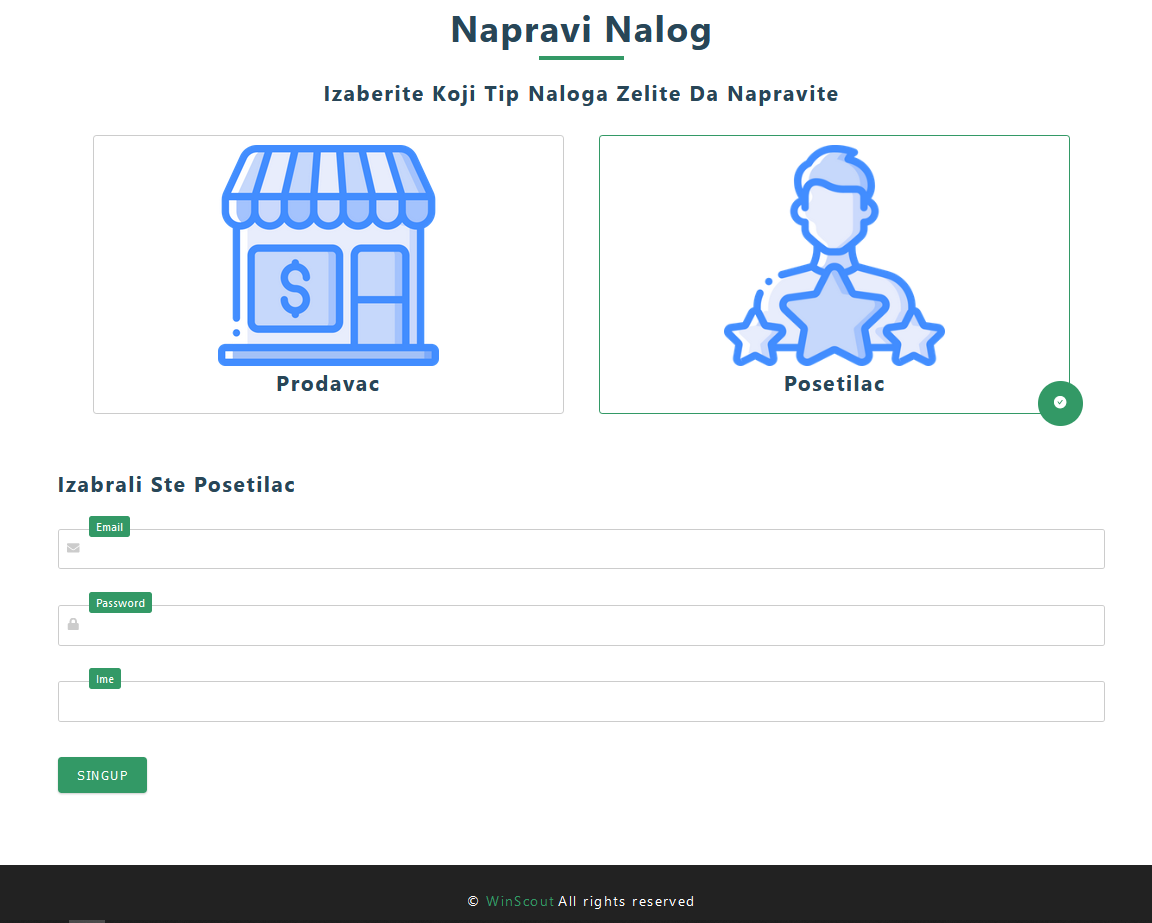 Napravi Nalog
Izaberite Koji Tip Naloga Zelite Da Napravite
$
Prodavac
Posetilac
Izabrali Ste Posetilac
Email
Password
Ime
SINGUP
© WinScout All rights reserved